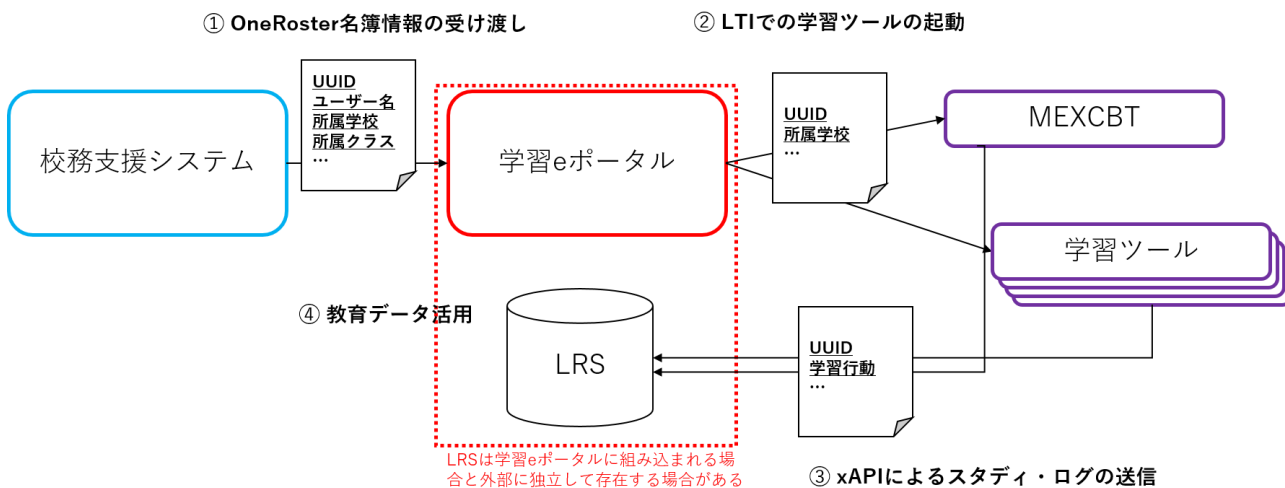 ① OneRoster名簿情報の受け渡し
② LTIでの学習ツールの起動
UUID
ユーザー名
所属学校
所属クラス
…
校務支援システム
学習eポータル
UUID
所属学校
…
MEXCBT
学習ツール
④ 教育データ活用
LRS
UUID
学習行動
…
LRSは学習eポータルに組み込まれる場
合と外部に独立して存在する場合がある
③ xAPIによるスタディ・ログの送信